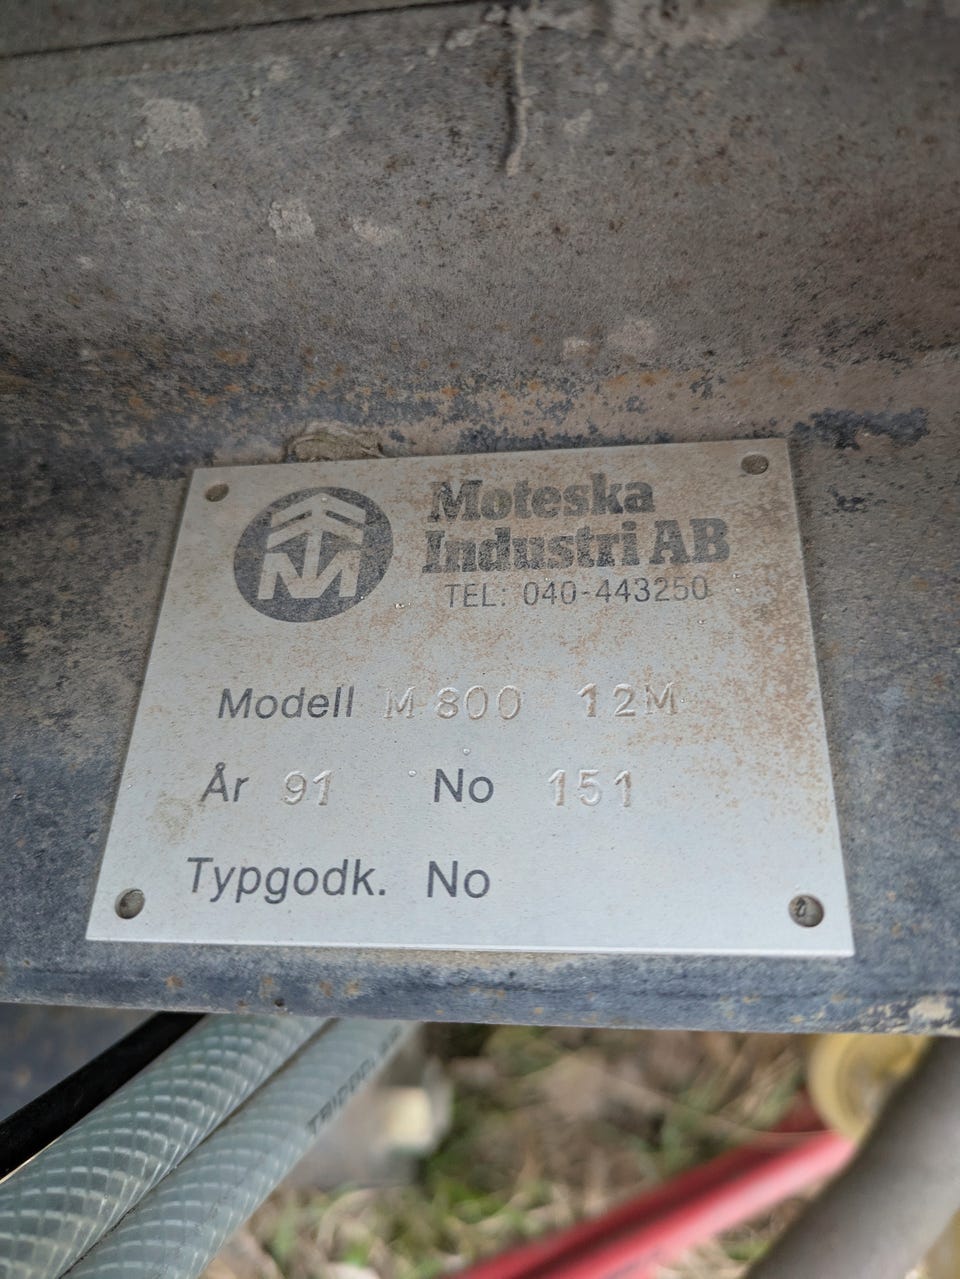 Moteska
Industri AB
TEL: 040-443250
Modell M 800 12M
År 91 No 151
Typgodk. No